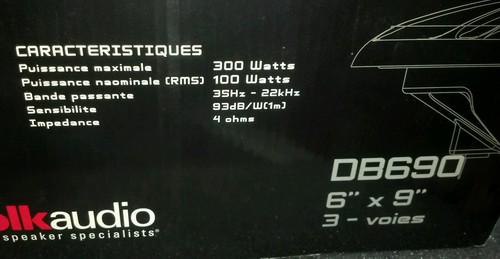 CARACTERISTIQUES
Puissance maximale 300 Watts
Puissance naominale (RMS) 100 Watts
Bande passante 35Hz - 22kHz
Sensibilite 93dB/W(1m)
Impedance 4 ohms
DB690
6" x 9"
3 - voies
olkaudio
speaker specialists®